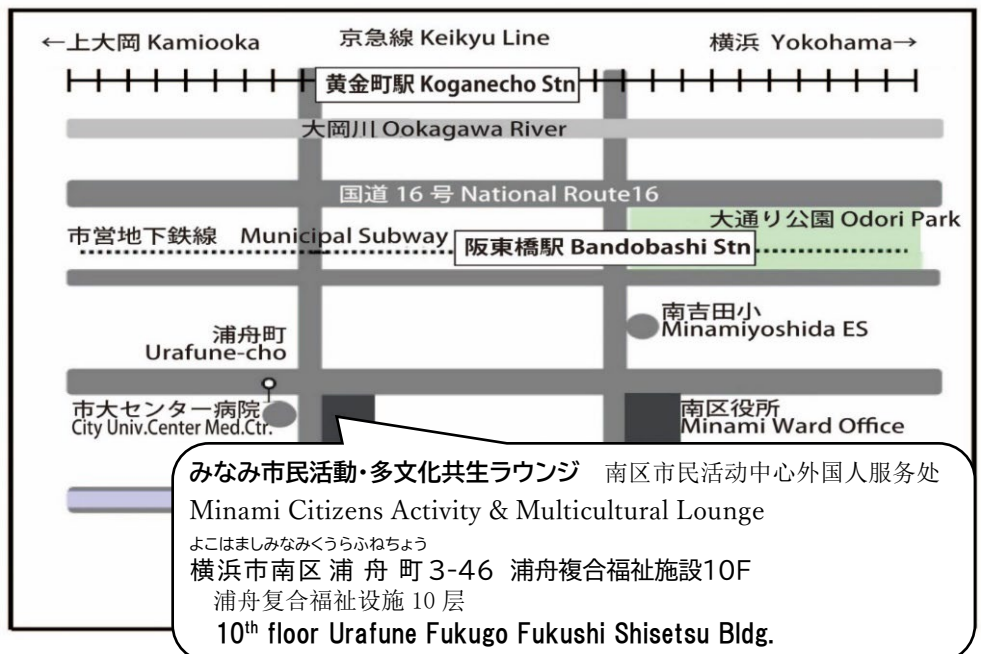 ←上大岡 Kamiooka 京急線 Keikyu Line 横浜 Yokohama→
黄金町駅 Koganecho Stn
大岡川 Ookagawa River
国道 16 号 National Route16
大通り公園 Odori Park
市営地下鉄線 Municipal Subway
阪東橋駅 Bandobashi Stn
南吉田小
Minamiyoshida ES
浦舟町
Urafune-cho
市大センター病院
City Univ.Center Med.Ctr.
南区役所
Minami Ward Office
みなみ市民活動・多文化共生ラウンジ 南区市民活动中心外国人服务处
Minami Citizens Activity & Multicultural Lounge
よこはましみなみくうらふねちょう
横浜市南区 浦 舟 町 3-46 浦舟複合福祉施設10F
浦舟复合福祉设施 10 层
10th floor Urafune Fukugo Fukushi Shisetsu Bldg.